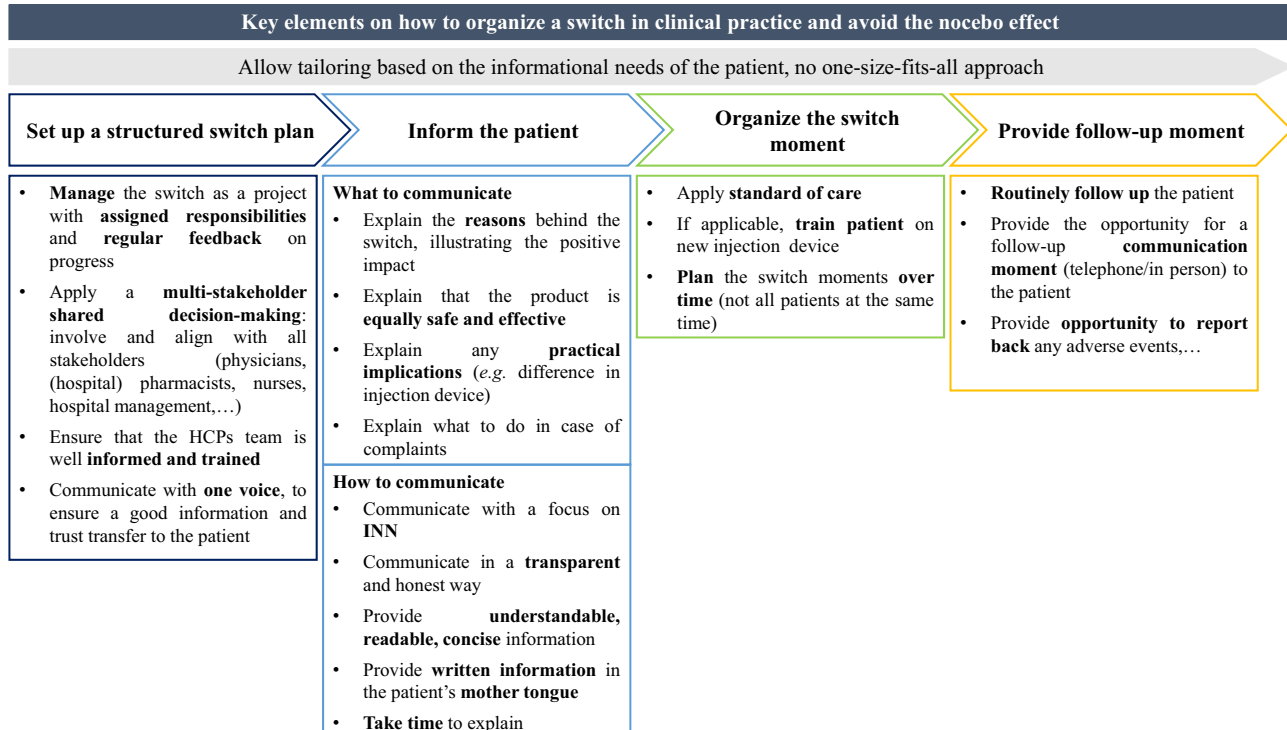 Key elements on how to organize a switch in clinical practice and avoid the nocebo effect
Allow tailoring based on the informational needs of the patient, no one-size-fits-all approach
Set up a structured switch plan
• Manage the switch as a project
with assigned responsibilities
and regular feedback on
progress
• Apply a multi-stakeholder
shared decision-making:
involve and align with all
stakeholders (physicians,
(hospital) pharmacists, nurses,
hospital management,…)
• Ensure that the HCPs team is
well informed and trained
• Communicate with one voice, to
ensure a good information and
trust transfer to the patient
Inform the patient
What to communicate
• Explain the reasons behind the
switch, illustrating the positive
impact
• Explain that the product is
equally safe and effective
• Explain any practical
implications (e.g. difference in
injection device)
• Explain what to do in case of
complaints
How to communicate
• Communicate with a focus on
INN
• Communicate in a transparent
and honest way
• Provide understandable,
readable, concise information
• Provide written information in
the patient's mother tongue
• Take time to explain
Organize the switch
moment
• Apply standard of care
• If applicable, train patient on
new injection device
• Plan the switch moments over
time (not all patients at the same
time)
Provide follow-up moment
• Routinely follow up the patient
• Provide the opportunity for a
follow-up communication
moment (telephone/in person) to
the patient
• Provide opportunity to report
back any adverse events,…